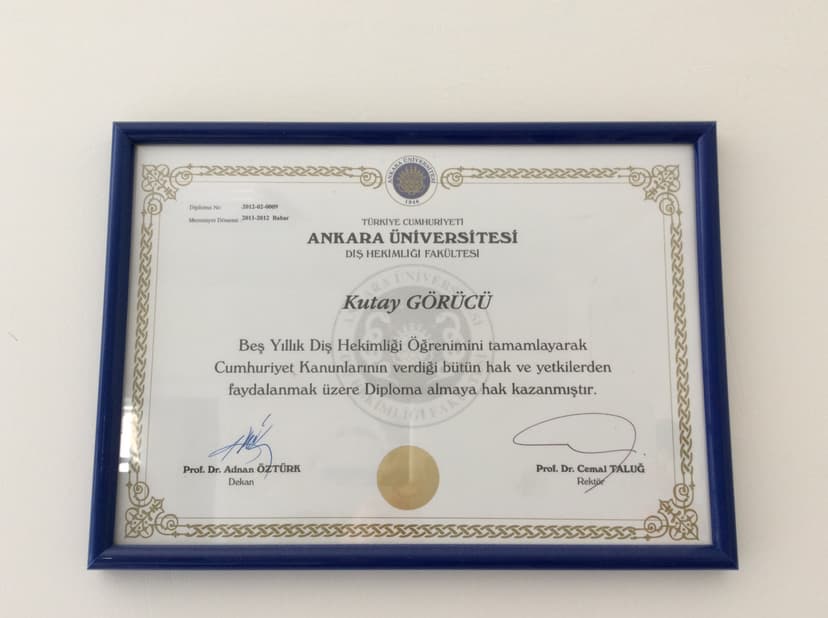 ANKARA ÜNİVERSİTESİ
1946
Diploma No :2012-02-0009
Mezuniyet Dönemi :2011-2012 Bahar
TÜRKİYE CUMHURİYETİ
ANKARA ÜNİVERSİTESİ
DİŞ HEKİMLİĞİ FAKÜLTESİ
Kutay GÖRÜCÜ
Beş Yıllık Diş Hekimliği Öğrenimini tamamlayarak
Cumhuriyet Kanunlarının verdiği bütün hak ve yetkilerden
faydalanmak üzere Diploma almaya hak kazanmıştır.
Prof. Dr. Adnan ÖZTÜRK
Dekan
Prof. Dr. Cemal TALUĞ
Rektör